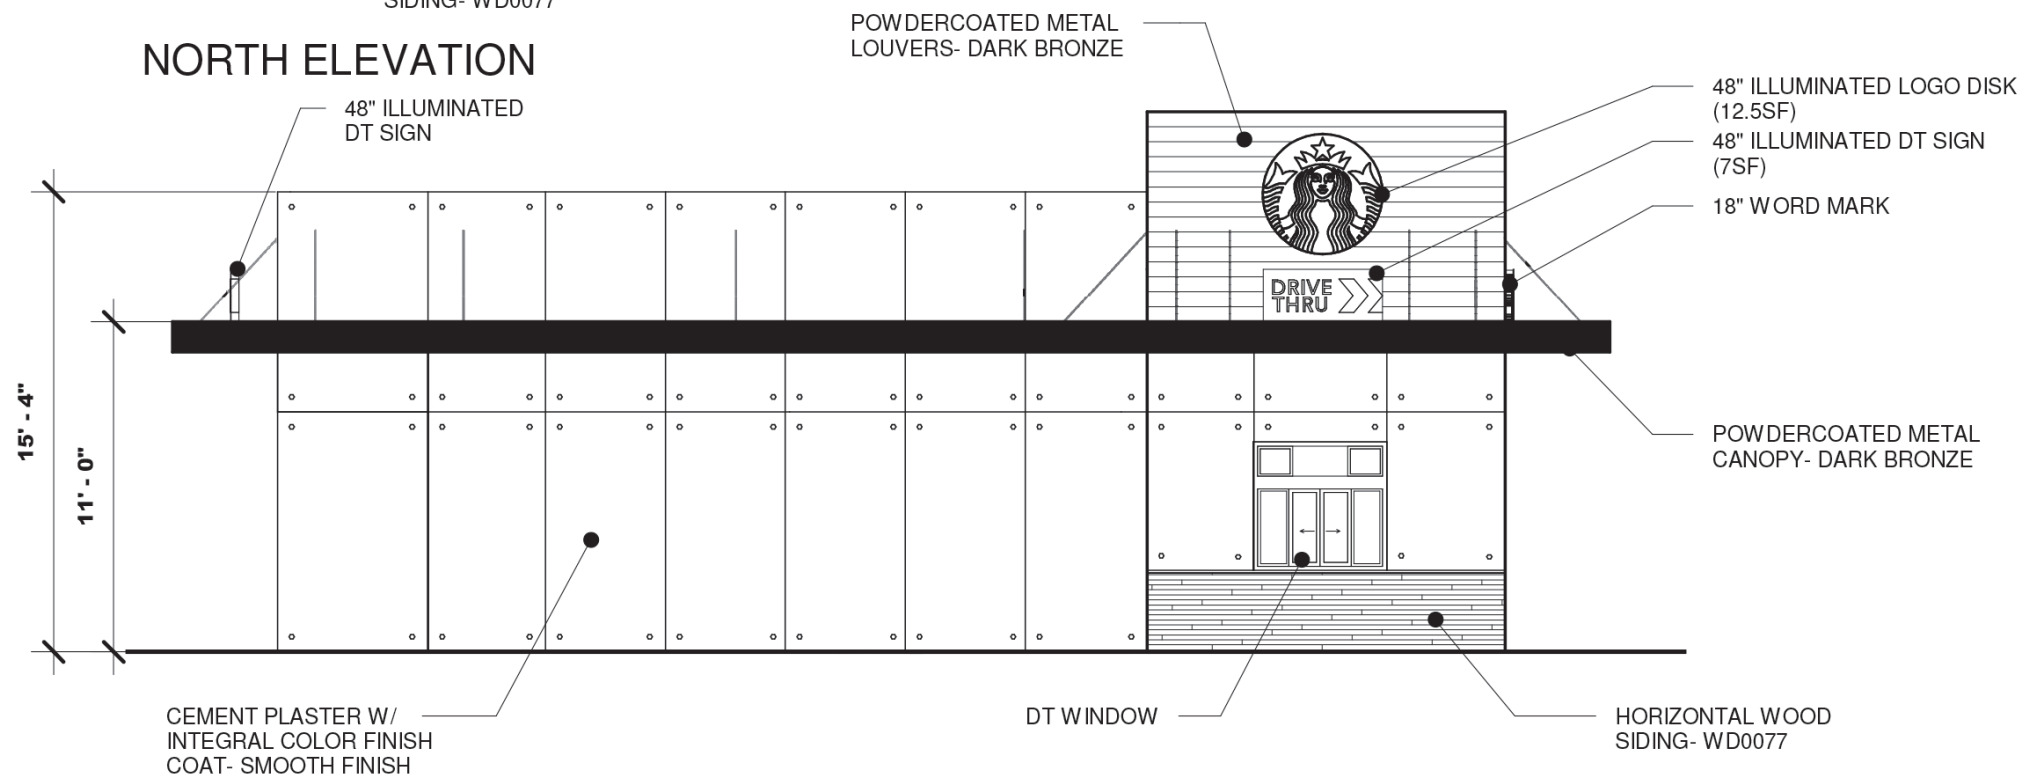 SIDING- WD0077
NORTH ELEVATION
POWDERCOATED METAL
LOUVERS- DARK BRONZE
48" ILLUMINATED
DT SIGN
48" ILLUMINATED LOGO DISK
(12.5SF)
48" ILLUMINATED DT SIGN
(7SF)
18" WORD MARK
DRIVE
THRU
15' - 4"
11' - 0"
POWDERCOATED METAL
CANOPY- DARK BRONZE
CEMENT PLASTER W/
INTEGRAL COLOR FINISH
COAT- SMOOTH FINISH
DT WINDOW
HORIZONTAL WOOD
SIDING- WD0077